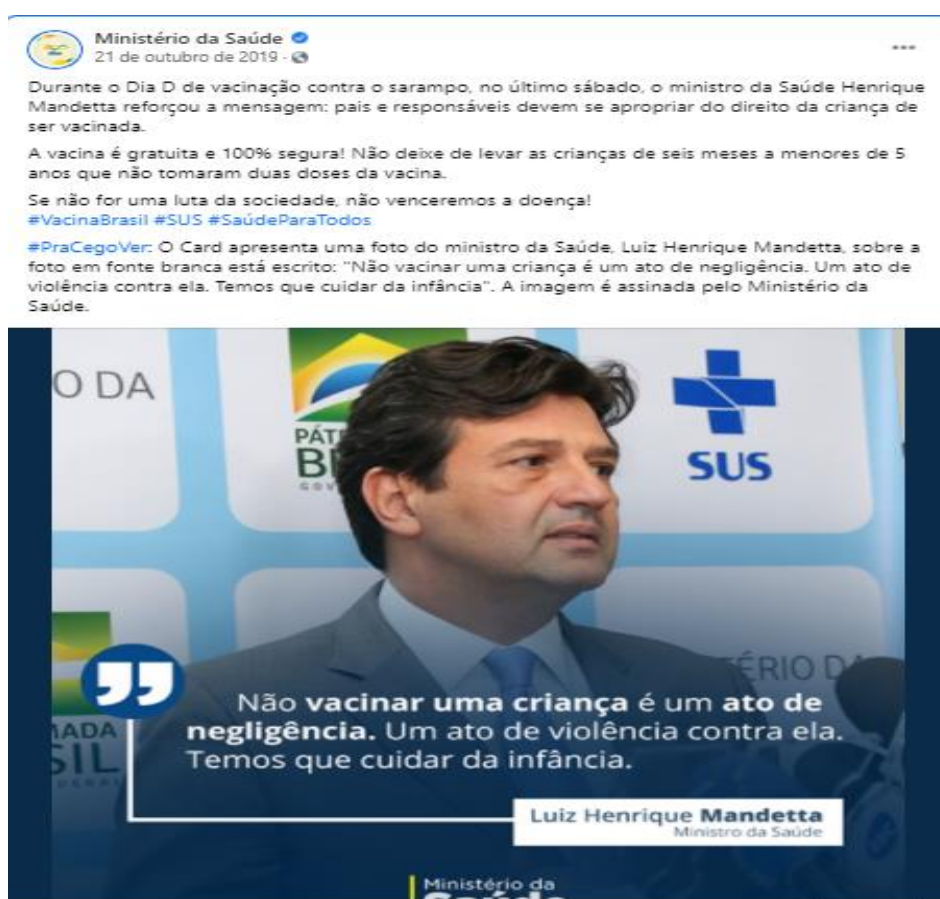 Ministério da Saúde
21 de outubro de 2019 ·
Durante o Dia D de vacinação contra o sarampo, no último sábado, o ministro da Saúde Henrique
Mandetta reforçou a mensagem: pais e responsáveis devem se apropriar do direito da criança de
ser vacinada.
A vacina é gratuita e 100% segura! Não deixe de levar as crianças de seis meses a menores de 5
anos que não tomaram duas doses da vacina.
Se não for uma luta da sociedade, não venceremos a doença!
#VacinaBrasil #SUS #SaúdeParaTodos
#PraCegoVer: O Card apresenta uma foto do ministro da Saúde, Luiz Henrique Mandetta, sobre a
foto em fonte branca está escrito: "Não vacinar uma criança é um ato de negligência. Um ato de
violência contra ela. Temos que cuidar da infância". A imagem é assinada pelo Ministério da
Saúde.
O DA
PÁT
B
SUS
ÉRIO DA
MADA
SIL
Não vacinar uma criança é um ato de
negligência. Um ato de violência contra ela.
Temos que cuidar da infância.
Luiz Henrique Mandetta
Ministro da Saúde
Ministério da
Saúde